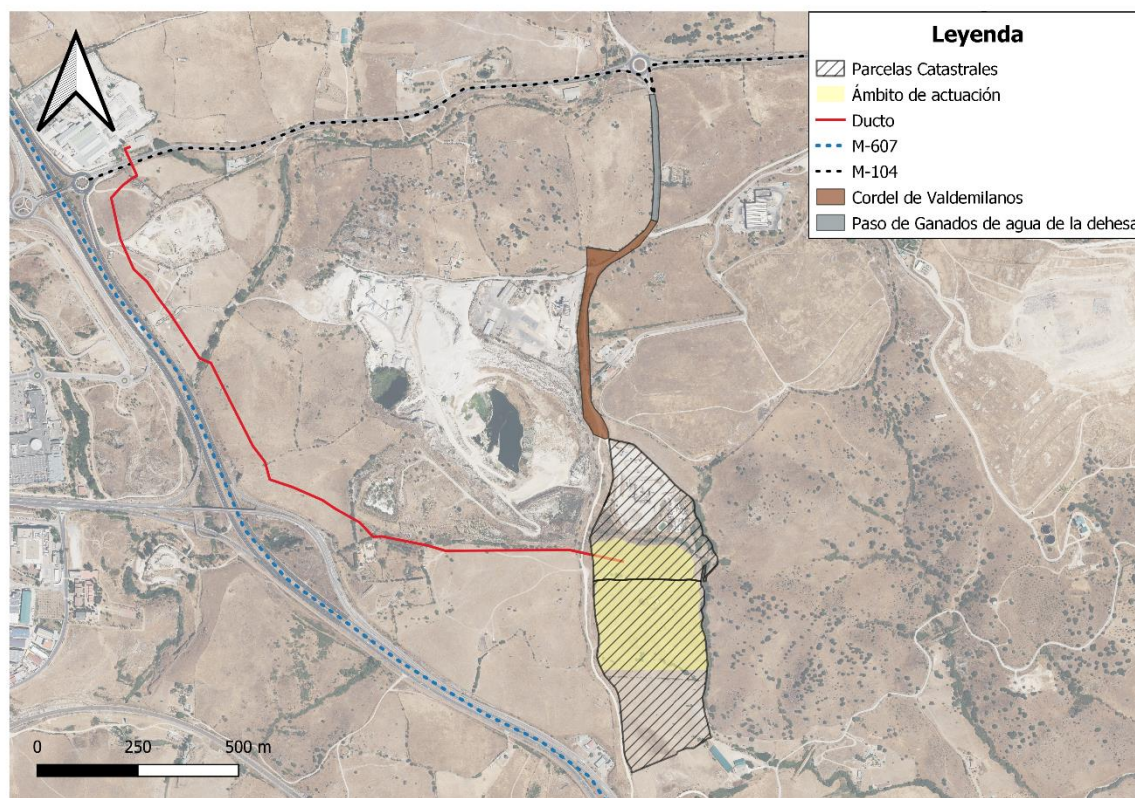 Leyenda
Parcelas Catastrales
Ámbito de actuación
Ducto
M-607
M-104
Cordel de Valdemilanos
Paso de Ganados de agua de la dehesa
0 250 500 m